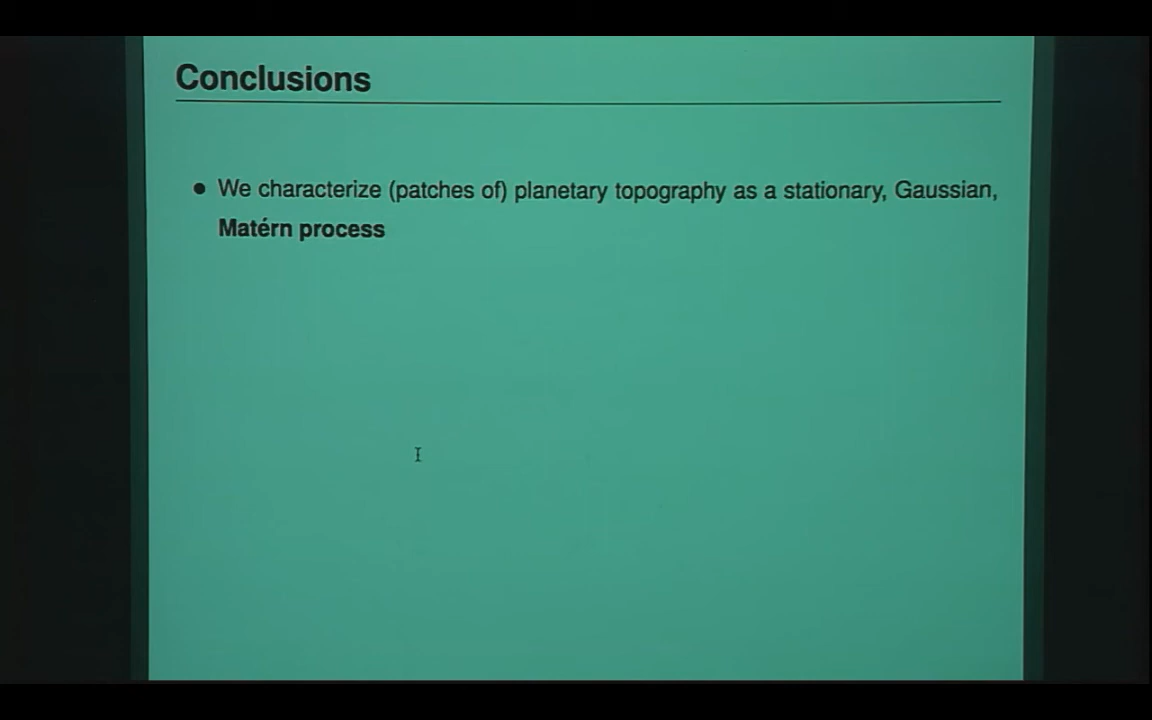 Conclusions
● We characterize (patches of) planetary topography as a stationary, Gaussian,
Matérn process